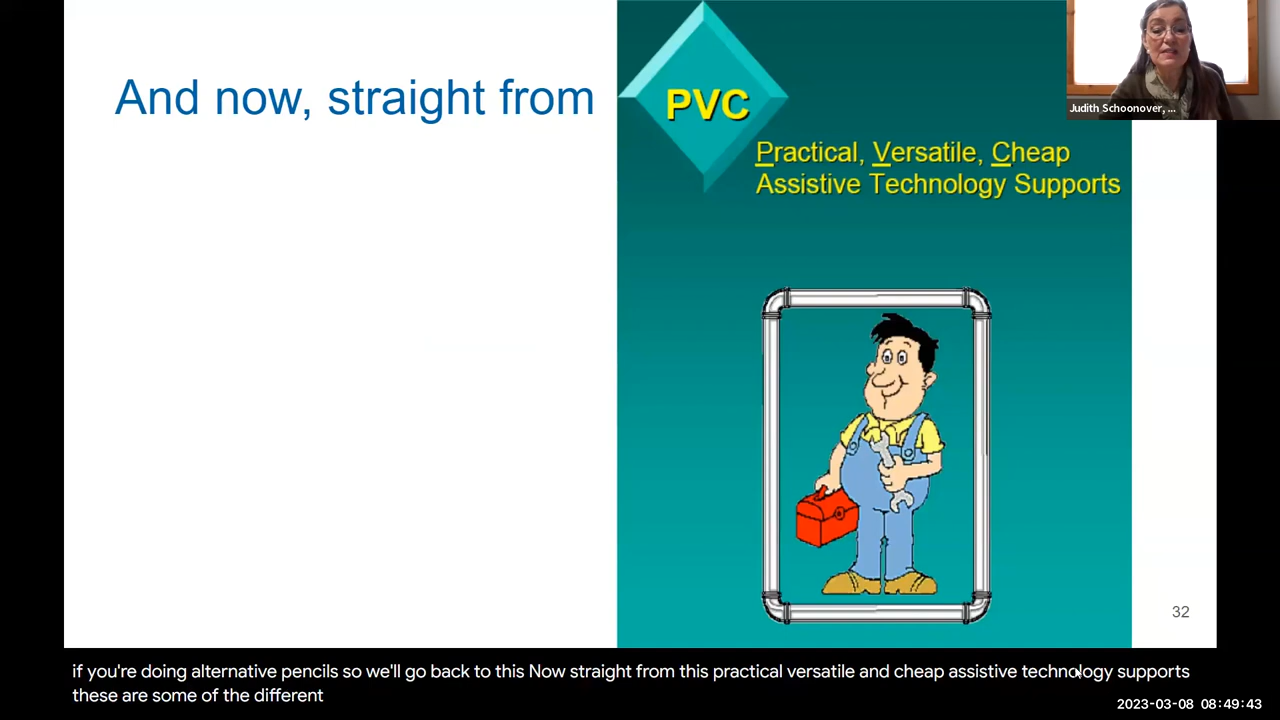 And now, straight from
PVC
Practical, Versatile, Cheap
Assistive Technology Supports
Judith Schoonover, ...
32
if you're doing alternative pencils so we'll go back to this Now straight from this practical versatile and cheap assistive technology supports
these are some of the different
2023-03-08 08:49:43